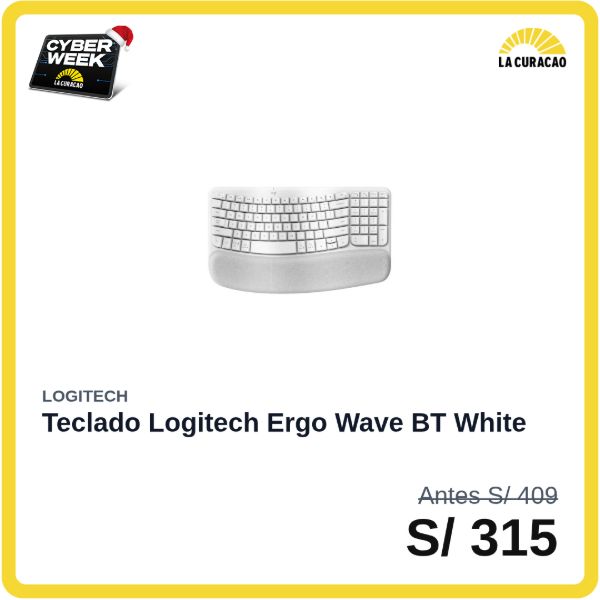 CYBER
WEEK
LA CURACAO
LA CURACAO
LOGITECH
Teclado Logitech Ergo Wave BT White
Antes S/ 409
S/ 315